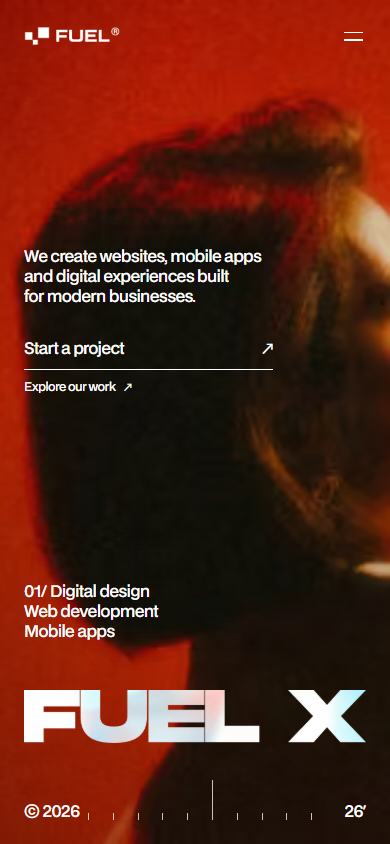 FUEL®
We create websites, mobile apps
and digital experiences built
for modern businesses.
Start a project ↗
Explore our work ↗
01/ Digital design
Web development
Mobile apps
FUEL X
© 2026 26′